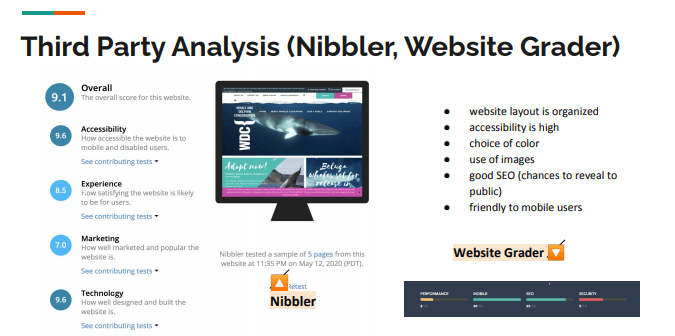 Third Party Analysis (Nibbler, Website Grader)
9.1
Overall
The overall score for this website.
9.6
Accessibility
How accessible the website is to
mobile and disabled users.
See contributing tests
8.5
Experience
How satisfying the website is likely
to be for users.
See contributing tests
7.0
Marketing
How well marketed and popular the
website is.
See contributing tests
9.6
Technology
How well designed and built the
website is.
See contributing tests
WHALE AND
DOLPHIN
CONSERVATION
WDC
Adopt now!
Beluga
whales set for
release in
Nibbler tested a sample of 5 pages from this
website at 11:35 PM on May 12, 2020 (PDT).
Retest
Nibbler
● website layout is organized
● accessibility is high
● choice of color
● use of images
● good SEO (chances to reveal to
public)
● friendly to mobile users
Website Grader
PERFORMANCE
MOBILE
SEO
SECURITY